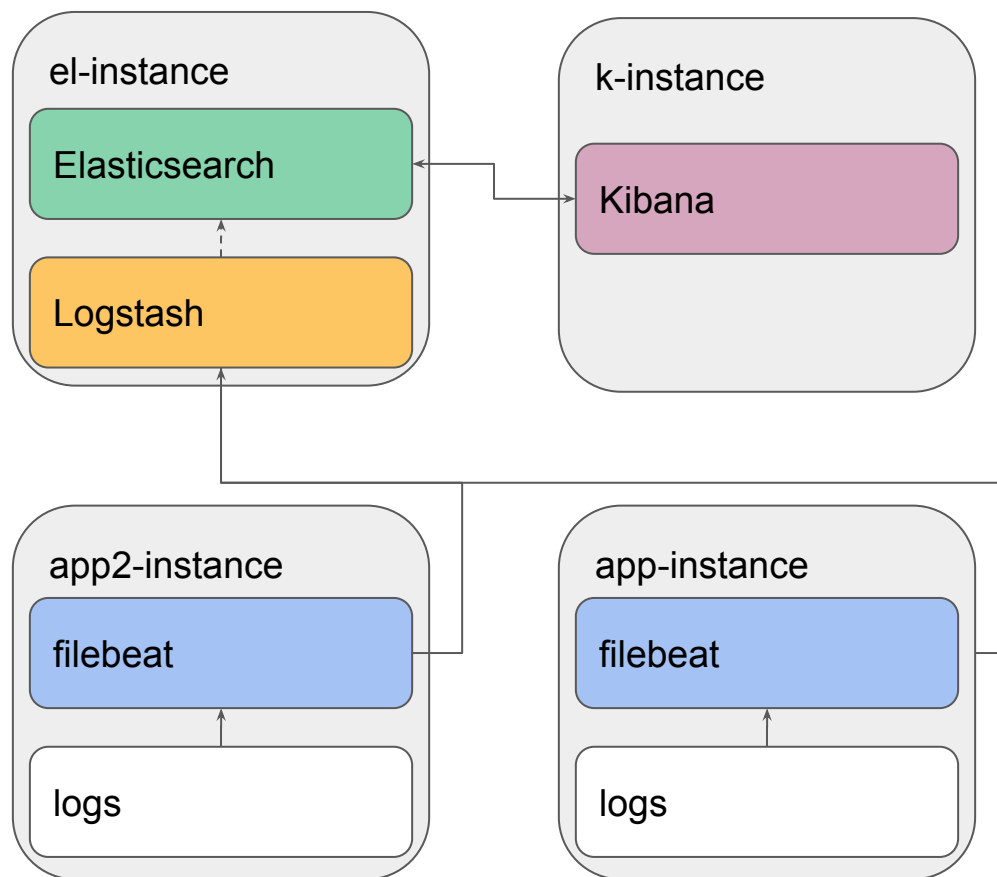 el-instance
Elasticsearch
Logstash
k-instance
Kibana
app2-instance
filebeat
logs
app-instance
filebeat
logs